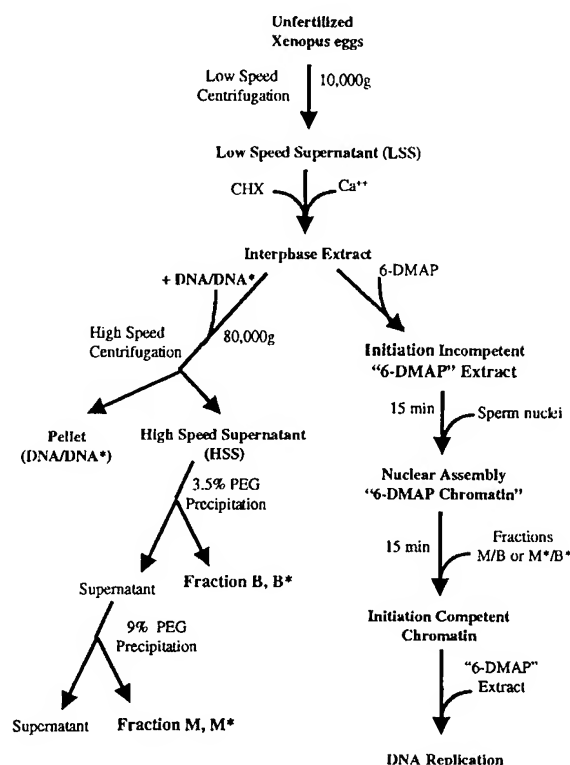 Unfertilized
Xenopus eggs
Low Speed
Centrifugation
10,000g
Low Speed Supernatant (LSS)
CHX
Ca++
Interphase Extract
+ DNA/DNA*
6-DMAP
High Speed
Centrifugation
80,000g
Initiation Incompetent
"6-DMAP" Extract
15 min
Sperm nuclei
Pellet
(DNA/DNA*)
High Speed Supernatant
(HSS)
Nuclear Assembly
"6-DMAP Chromatin"
3.5% PEG
Precipitation
15 min
Fractions
M/B or M*/B*
Supernatant
Fraction B, B*
Initiation Competent
Chromatin
9% PEG
Precipitation
"6-DMAP"
Extract
Supernatant
Fraction M, M*
DNA Replication